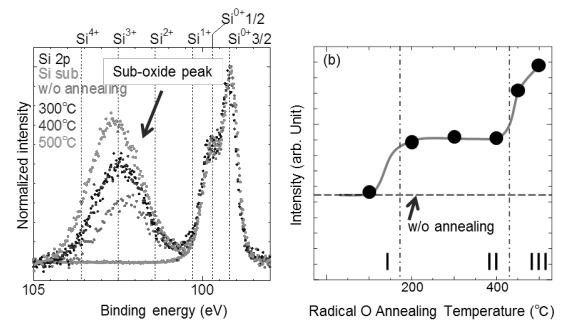 Si⁰⁺1/2
Si⁴⁺ Si³⁺ Si²⁺ Si¹⁺ Si⁰⁺3/2
Si 2p
Si sub
w/o annealing
300°C
400°C
500°C
Sub-oxide peak
Normalized intensity
105 100
Binding energy (eV)
(b)
Intensity (arb. Unit)
w/o annealing
I II III
200 400
Radical O Annealing Temperature (°C)